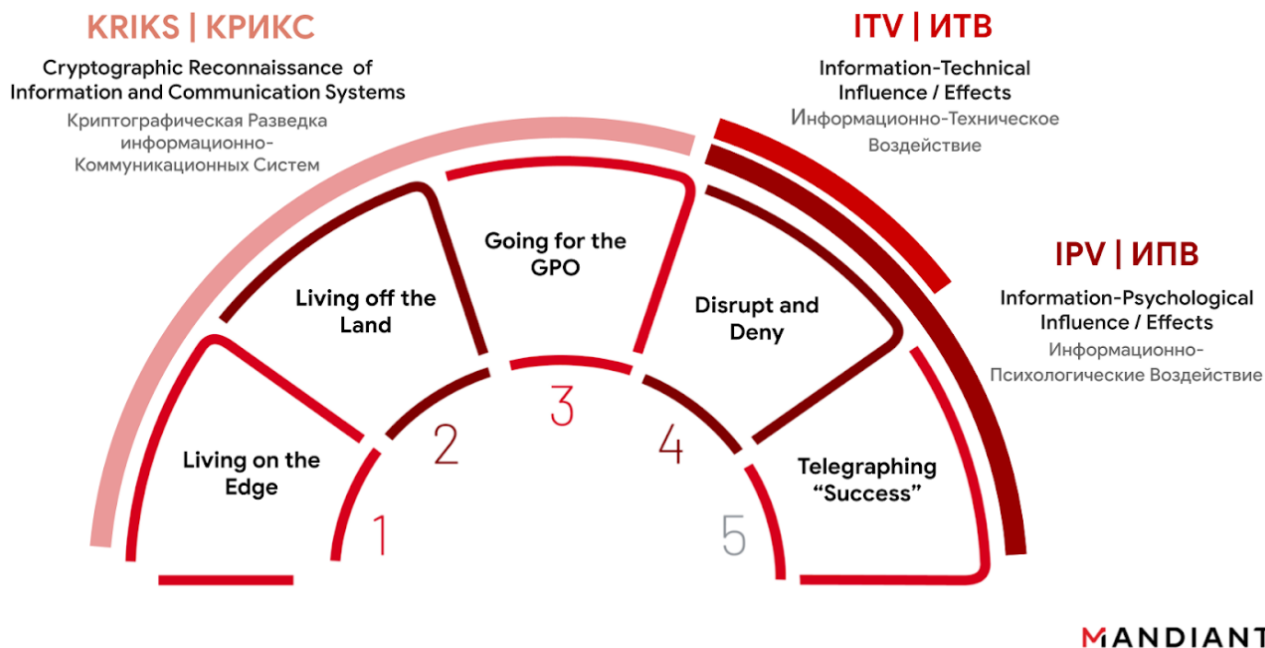 KRIKS | КРИКС
Cryptographic Reconnaissance of
Information and Communication Systems
Криптографическая Разведка
информационно-
Коммуникационных Систем
ITV | ИТВ
Information-Technical
Influence / Effects
Информационно-Техническое
Воздействие
IPV | ИПВ
Information-Psychological
Influence / Effects
Информационно-
Психологические Воздействие
Living on the
Edge
1
Living off the
Land
2
Going for the
GPO
3
Disrupt and
Deny
4
Telegraphing
“Success”
5
MANDIANT